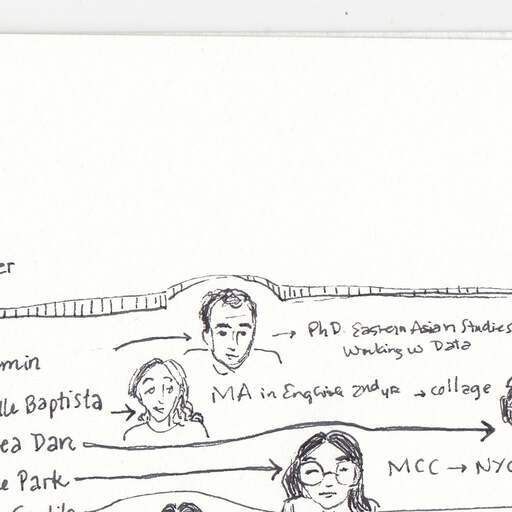 er
PhD. Eastern Asian Studies
Working w Data
min
MA in English 2nd yr → collage
lle Baptista
ea Dan
e Park
MCC → NYC